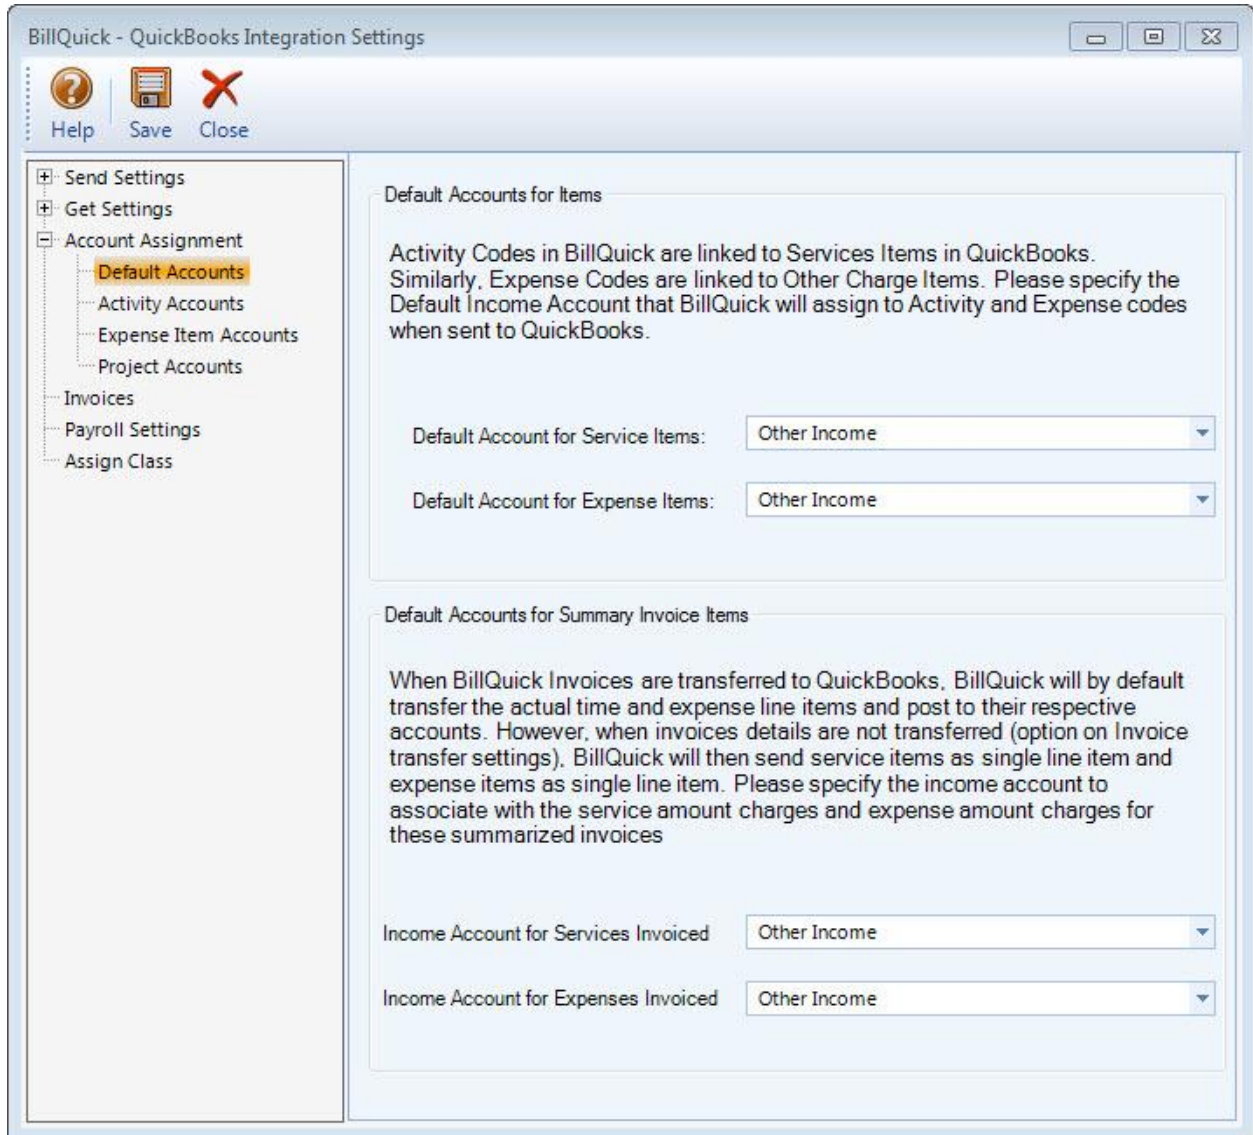 BillQuick - QuickBooks Integration Settings
Help
Save
Close
Send Settings
Get Settings
Account Assignment
Default Accounts
Activity Accounts
Expense Item Accounts
Project Accounts
Invoices
Payroll Settings
Assign Class
Default Accounts for Items
Activity Codes in BillQuick are linked to Services Items in QuickBooks.
Similarly, Expense Codes are linked to Other Charge Items. Please specify the
Default Income Account that BillQuick will assign to Activity and Expense codes
when sent to QuickBooks.
Default Account for Service Items:
Other Income
Default Account for Expense Items:
Other Income
Default Accounts for Summary Invoice Items
When BillQuick Invoices are transferred to QuickBooks, BillQuick will by default
transfer the actual time and expense line items and post to their respective
accounts. However, when invoices details are not transferred (option on Invoice
transfer settings), BillQuick will then send service items as single line item and
expense items as single line item. Please specify the income account to
associate with the service amount charges and expense amount charges for
these summarized invoices
Income Account for Services Invoiced
Other Income
Income Account for Expenses Invoiced
Other Income